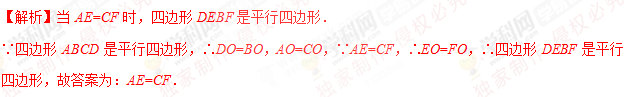 【解析】当 AE=CF 时，四边形 DEBF 是平行四边形．
∵四边形 ABCD 是平行四边形，∴DO=BO，AO=CO，∵AE=CF，∴EO=FO，∴四边形 DEBF 是平行
四边形，故答案为：AE=CF．